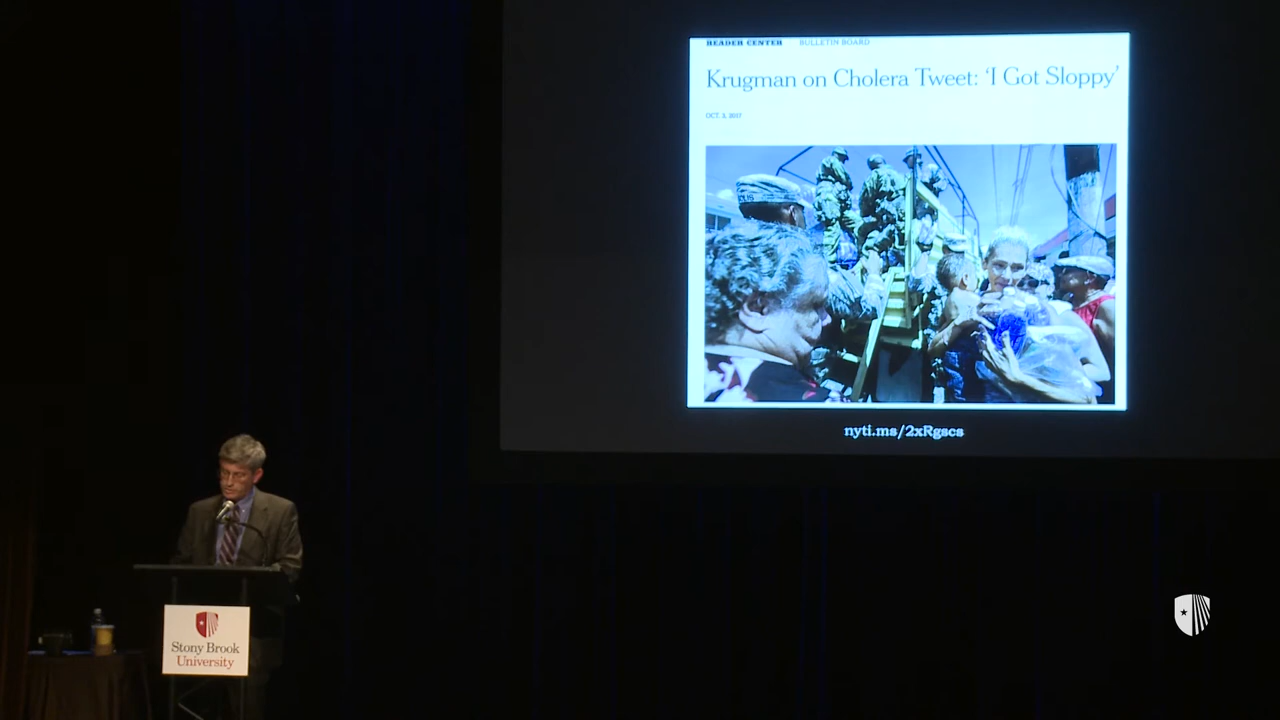 READER CENTER BULLETIN BOARD
Krugman on Cholera Tweet: ‘I Got Sloppy’
OCT. 3, 2017
nyti.ms/2xRgscs
Stony Brook
University